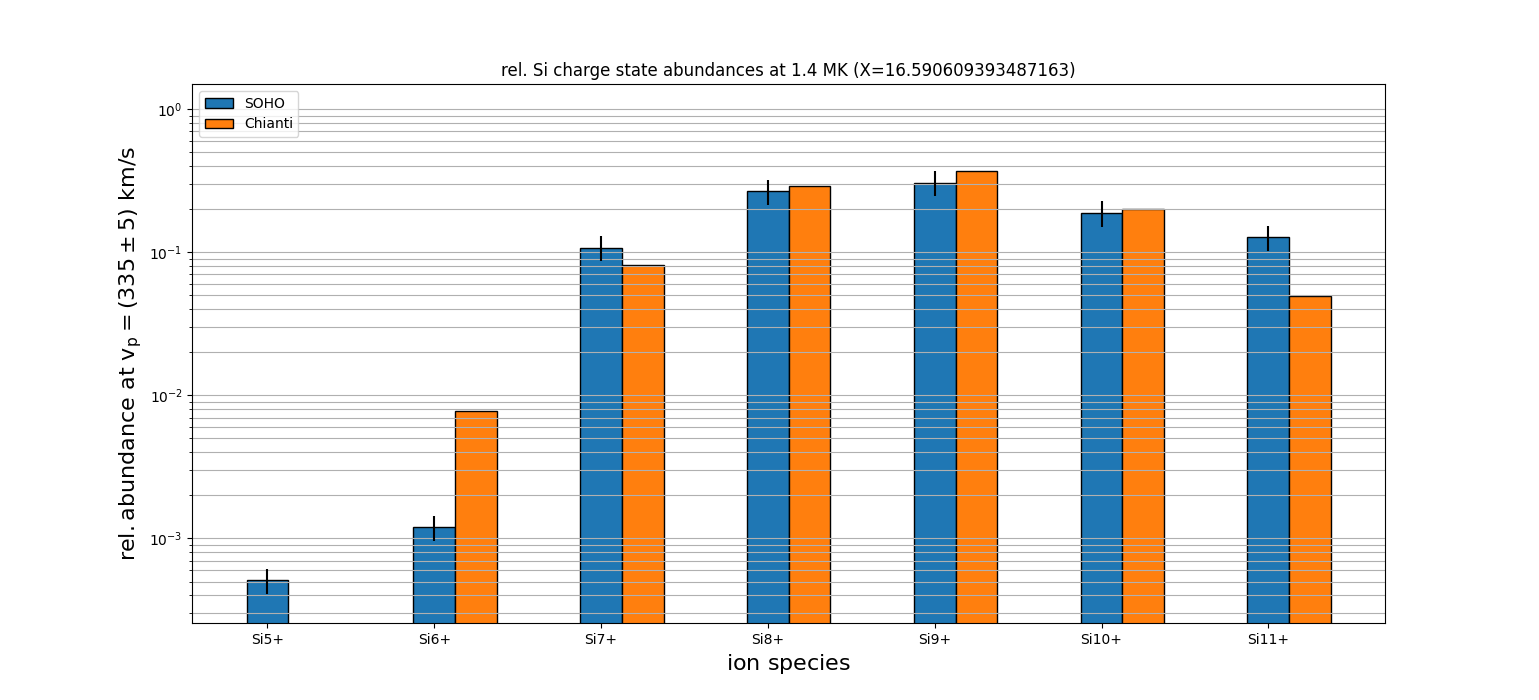 rel. Si charge state abundances at 1.4 MK (X=16.590609393487163)
SOHO
Chianti
rel. abundance at vₚ = (335 ± 5) km/s
10⁰
10⁻¹
10⁻²
10⁻³
Si5+ Si6+ Si7+ Si8+ Si9+ Si10+ Si11+
ion species